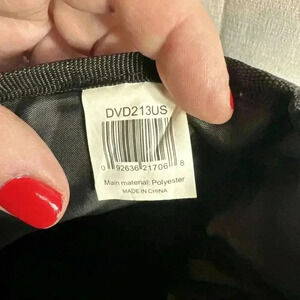 DVD213US
0 92636 21706 8
Main material: Polyester
MADE IN CHINA